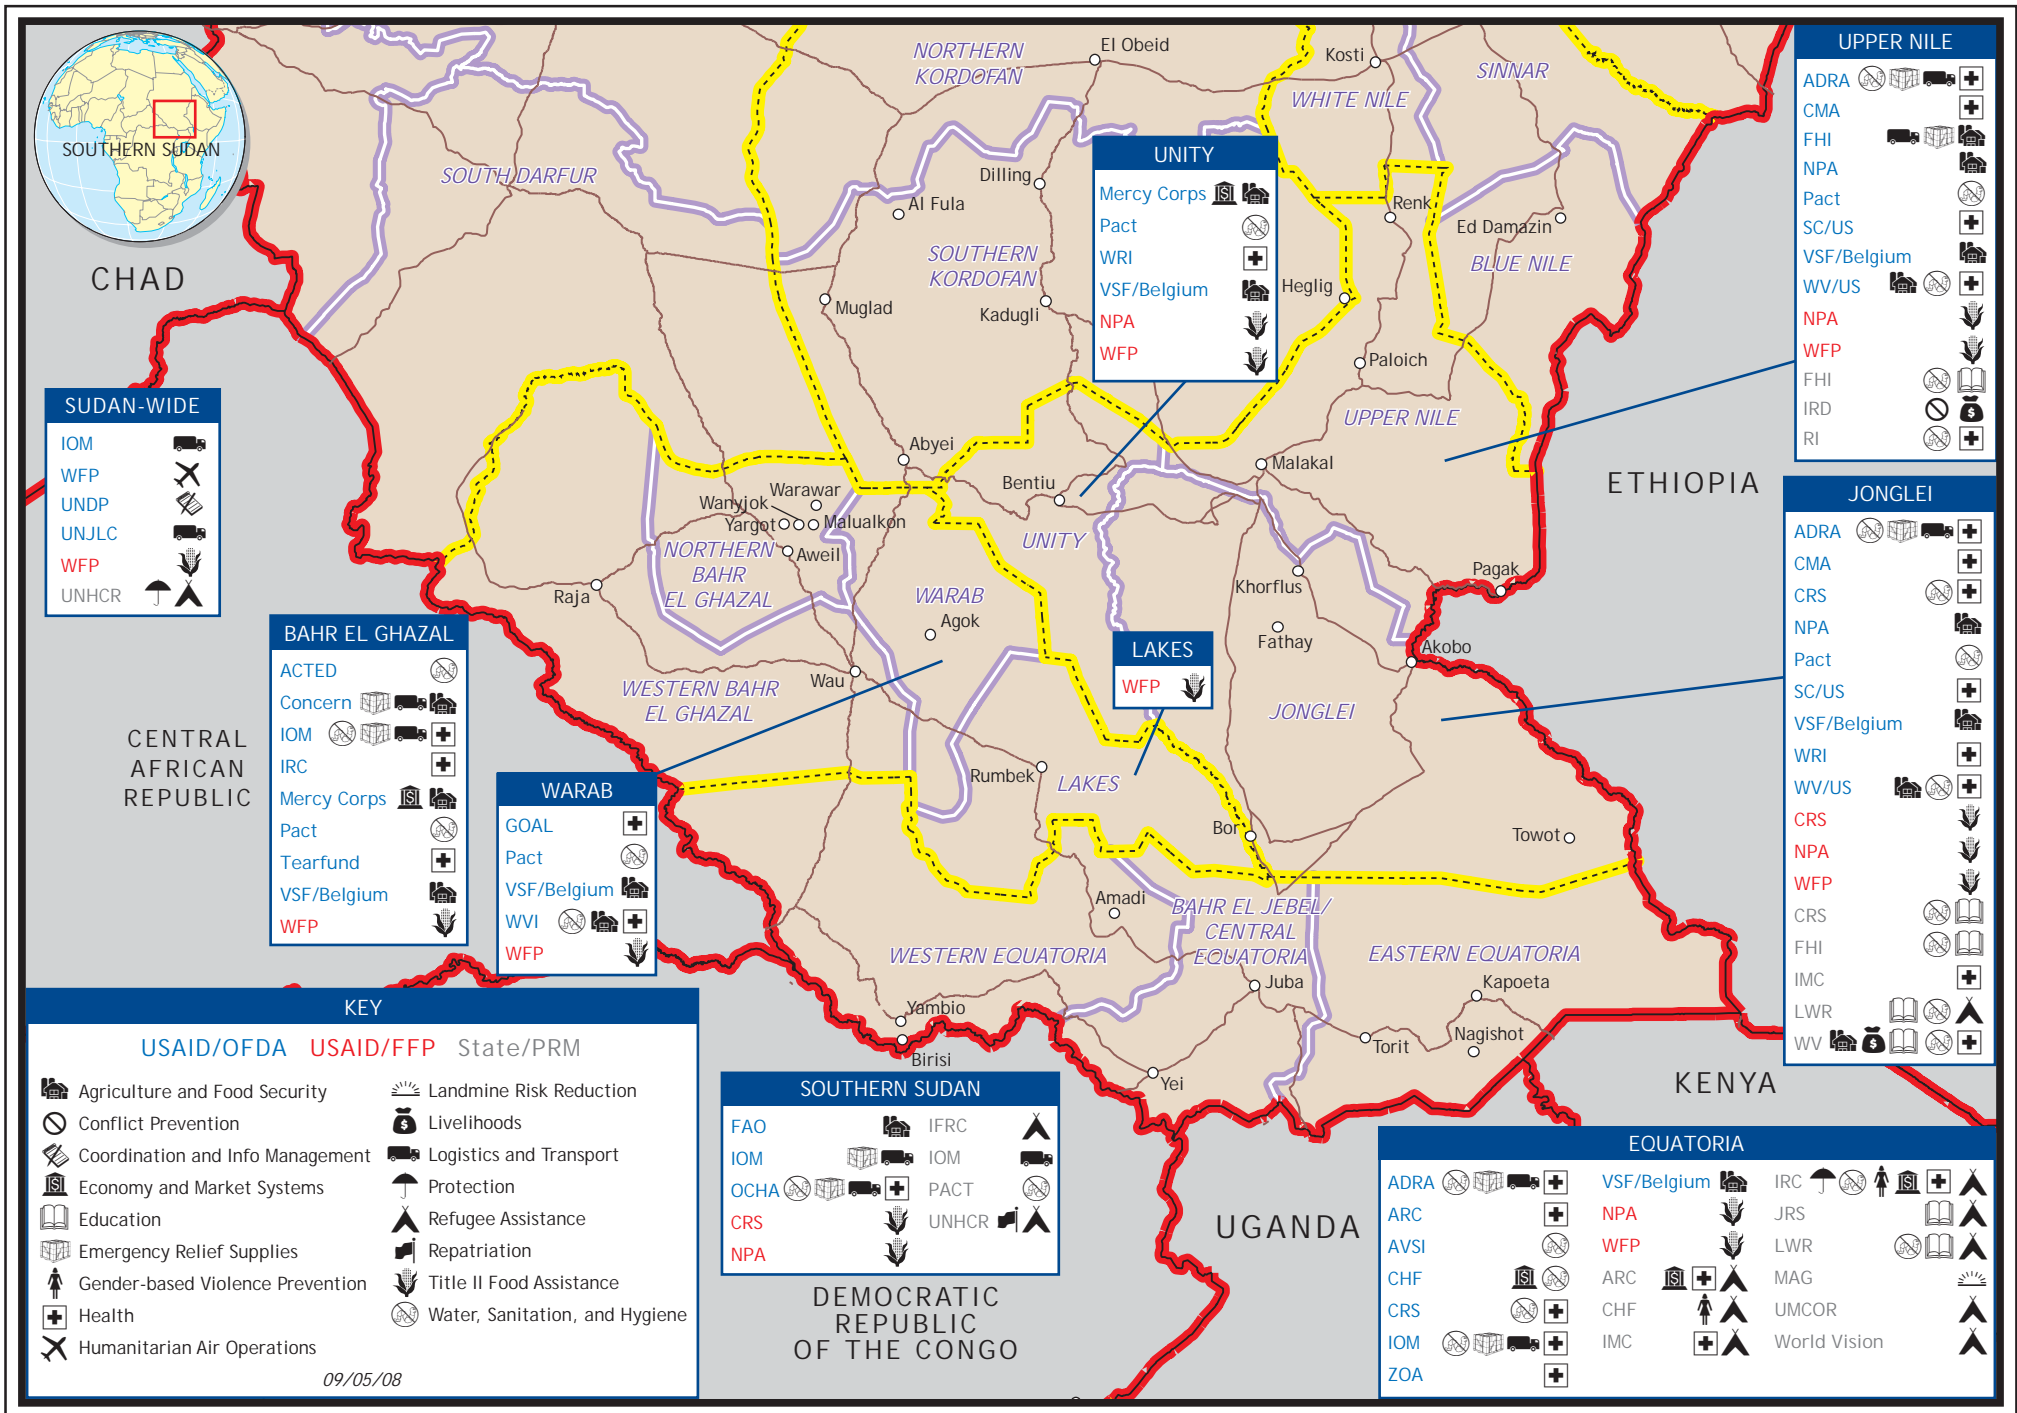 NORTHERN
KORDOFAN
El Obeid
Kosti
WHITE NILE
SINNAR
SOUTHERN SUDAN
SOUTH DARFUR
Dilling
Al Fula
SOUTHERN
KORDOFAN
Muglad
Kadugli
Heglig
Renk
Ed Damazin
BLUE NILE
Paloich
UPPER NILE
Malakal
Abyei
Bentiu
UNITY
Warawar
Wanyjok
Yargot
Malualkon
NORTHERN
BAHR
EL GHAZAL
Aweil
Raja
WARAB
Agok
Khorflus
Fathay
Pagak
Akobo
Wau
WESTERN BAHR
EL GHAZAL
JONGLEI
Rumbek
LAKES
Bor
Towot
Amadi
BAHR EL JEBEL/
CENTRAL
EQUATORIA
WESTERN EQUATORIA
EASTERN EQUATORIA
Juba
Kapoeta
Yambio
Birisi
Torit
Nagishot
Yei
CHAD
CENTRAL
AFRICAN
REPUBLIC
ETHIOPIA
KENYA
UGANDA
DEMOCRATIC
REPUBLIC
OF THE CONGO
UNITY
Mercy Corps
Pact
WRI
VSF/Belgium
NPA
WFP
UPPER NILE
ADRA
CMA
FHI
NPA
Pact
SC/US
VSF/Belgium
WV/US
NPA
WFP
FHI
IRD
RI
SUDAN-WIDE
IOM
WFP
UNDP
UNJLC
WFP
UNHCR
BAHR EL GHAZAL
ACTED
Concern
IOM
IRC
Mercy Corps
Pact
Tearfund
VSF/Belgium
WFP
WARAB
GOAL
Pact
VSF/Belgium
WVI
WFP
LAKES
WFP
JONGLEI
ADRA
CMA
CRS
NPA
Pact
SC/US
VSF/Belgium
WRI
WV/US
CRS
NPA
WFP
CRS
FHI
IMC
LWR
WV
KEY
USAID/OFDA USAID/FFP State/PRM
Agriculture and Food Security
Conflict Prevention
Coordination and Info Management
Economy and Market Systems
Education
Emergency Relief Supplies
Gender-based Violence Prevention
Health
Humanitarian Air Operations
Landmine Risk Reduction
Livelihoods
Logistics and Transport
Protection
Refugee Assistance
Repatriation
Title II Food Assistance
Water, Sanitation, and Hygiene
09/05/08
SOUTHERN SUDAN
FAO
IOM
OCHA
CRS
NPA
IFRC
IOM
PACT
UNHCR
EQUATORIA
ADRA
ARC
AVSI
CHF
CRS
IOM
ZOA
VSF/Belgium
NPA
WFP
ARC
CHF
IMC
IRC
JRS
LWR
MAG
UMCOR
World Vision